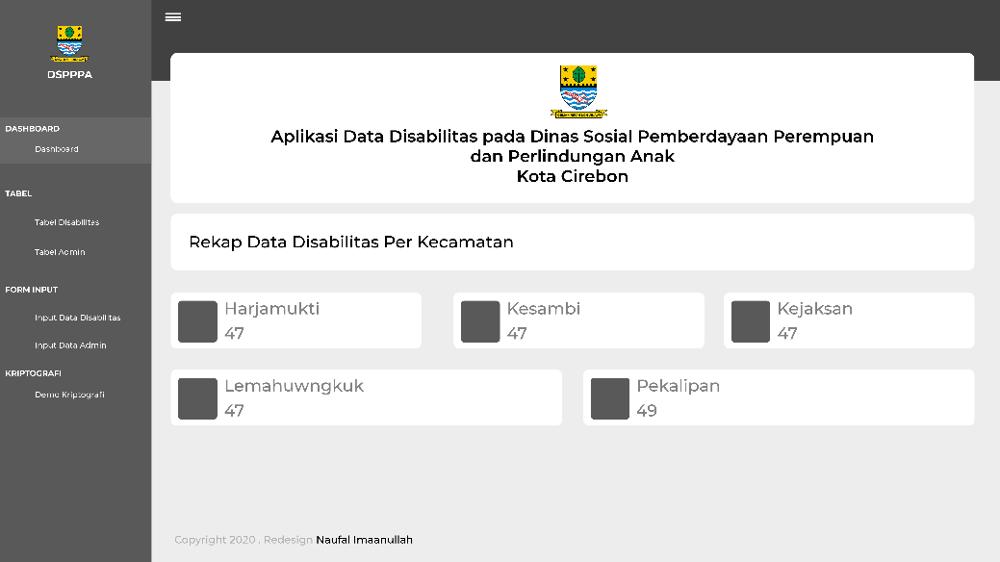 DSPPPA
DASHBOARD
Dashboard
TABEL
Tabel Disabilitas
Tabel Admin
FORM INPUT
Input Data Disabilitas
Input Data Admin
KRIPTOGRAFI
Demo Kriptografi
Aplikasi Data Disabilitas pada Dinas Sosial Pemberdayaan Perempuan
dan Perlindungan Anak
Kota Cirebon
Rekap Data Disabilitas Per Kecamatan
Harjamukti
47
Kesambi
47
Kejaksan
47
Lemahuwngkuk
47
Pekalipan
49
Copyright 2020 . Redesign Naufal Imaanullah